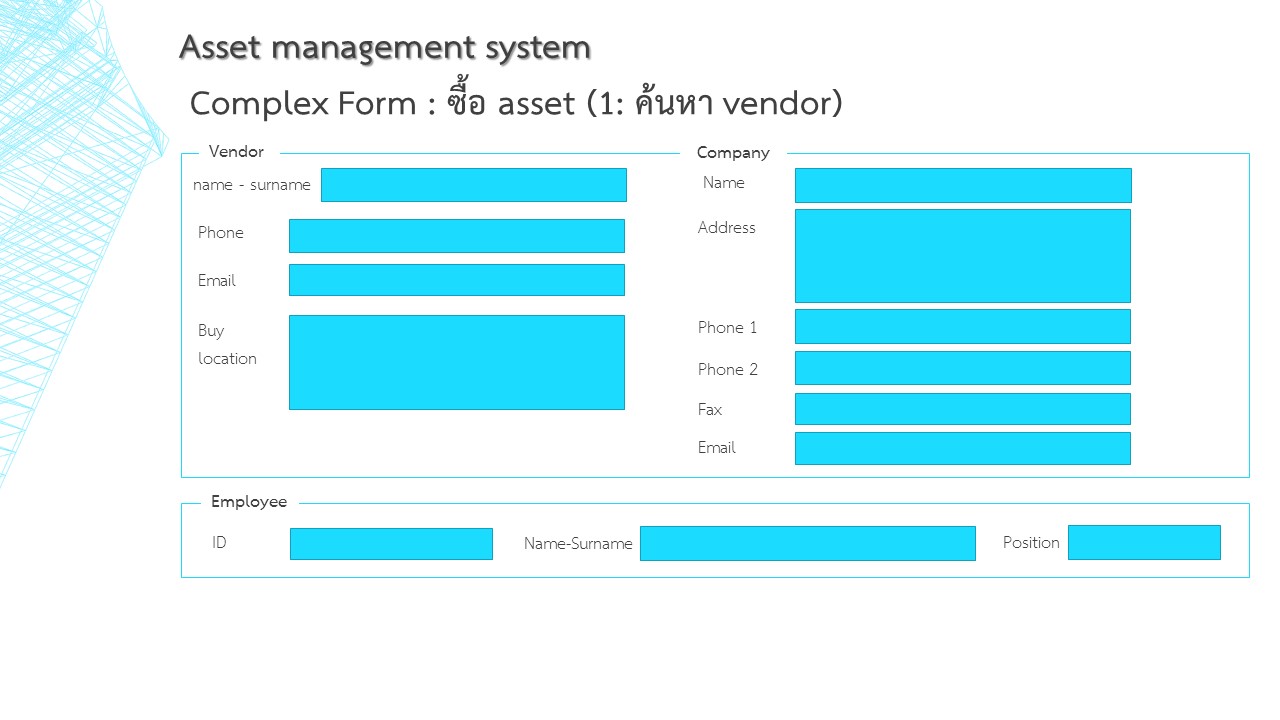 Asset management system
Complex Form : ซื้อ asset (1: ค้นหา vendor)
Vendor
name - surname
Phone
Email
Buy
location
Company
Name
Address
Phone 1
Phone 2
Fax
Email
Employee
ID
Name-Surname
Position